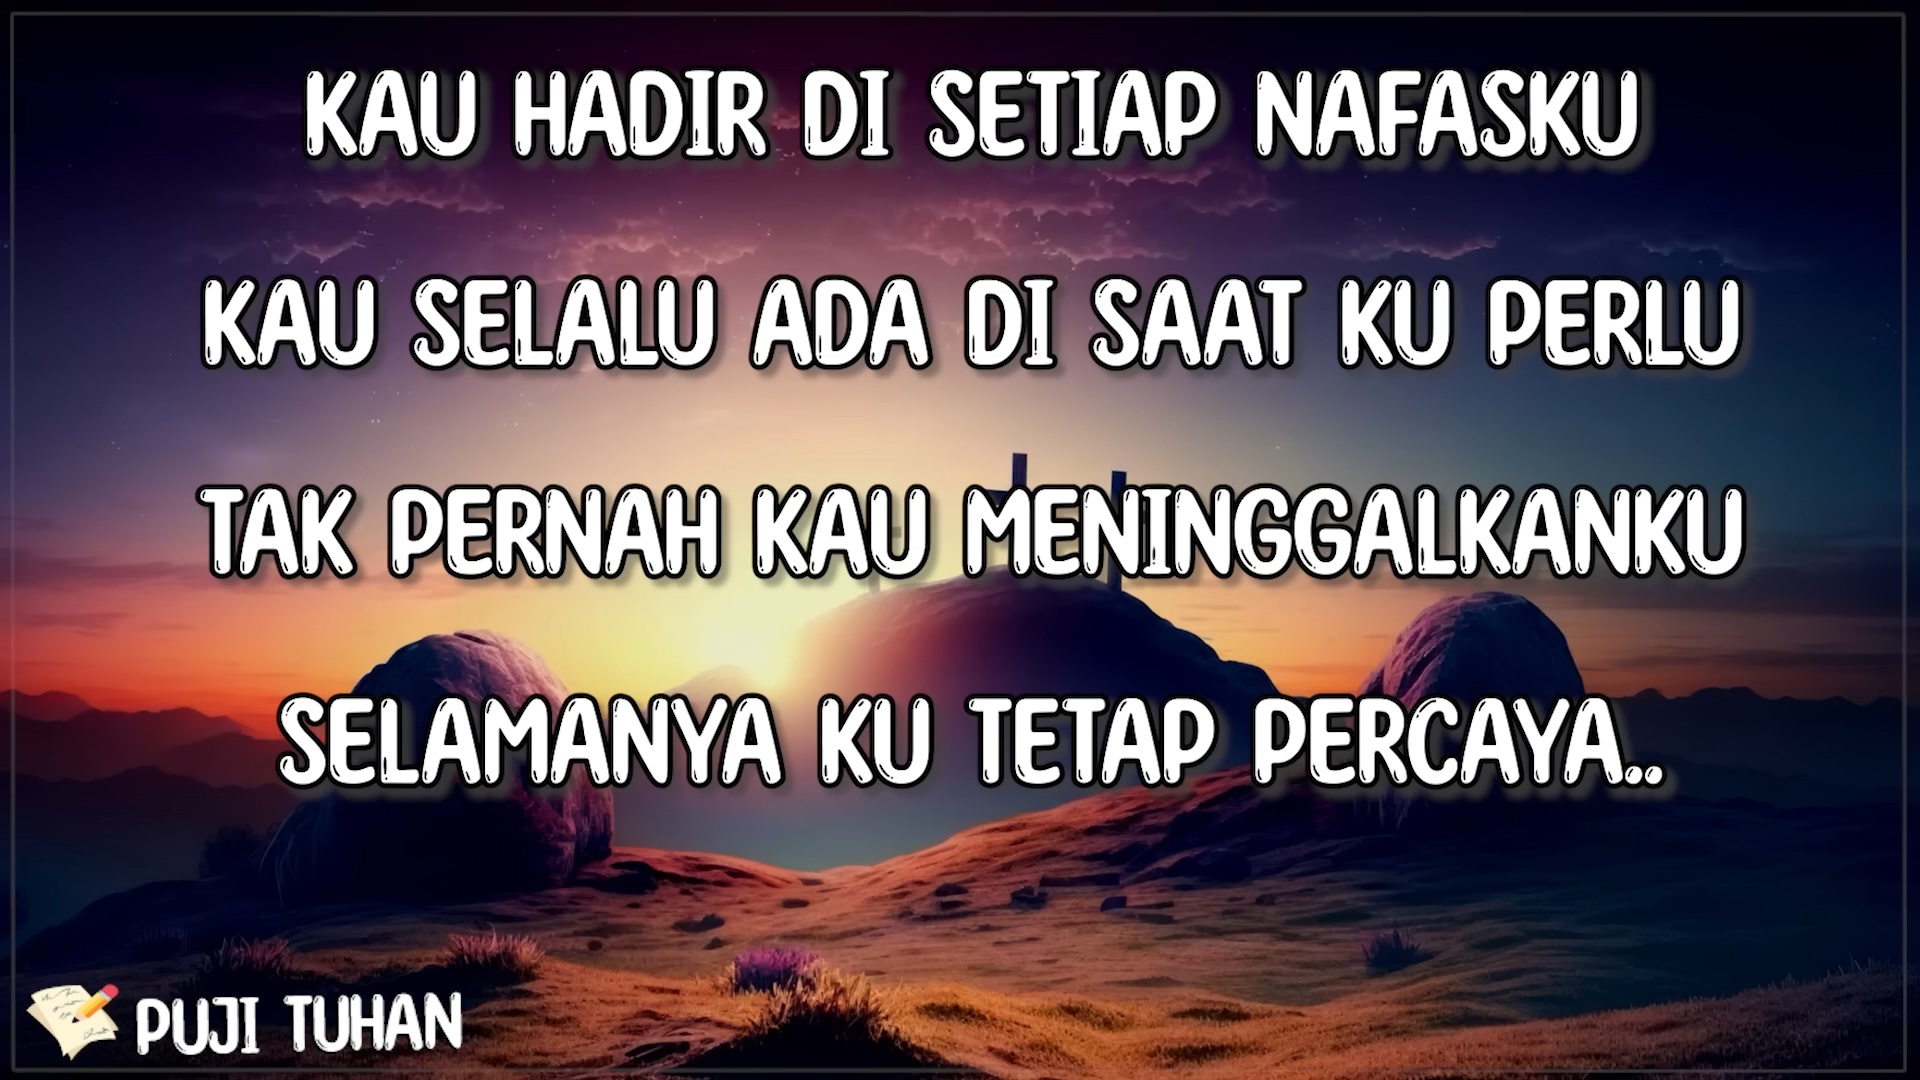 KAU HADIR DI SETIAP NAFASKU
KAU SELALU ADA DI SAAT KU PERLU
TAK PERNAH KAU MENINGGALKANKU
SELAMANYA KU TETAP PERCAYA..
PUJI TUHAN